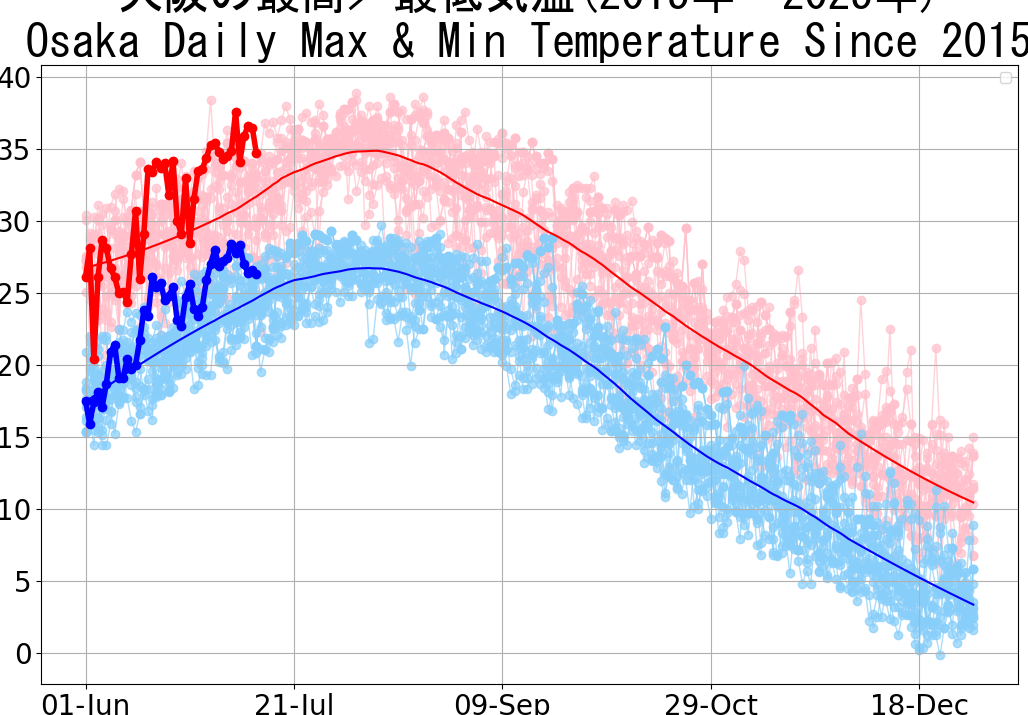 大阪の最高／最低気温(2015年 - 2025年)
Osaka Daily Max & Min Temperature Since 2015
40
35
30
25
20
15
10
5
0
01-Jun
21-Jul
09-Sep
29-Oct
18-Dec